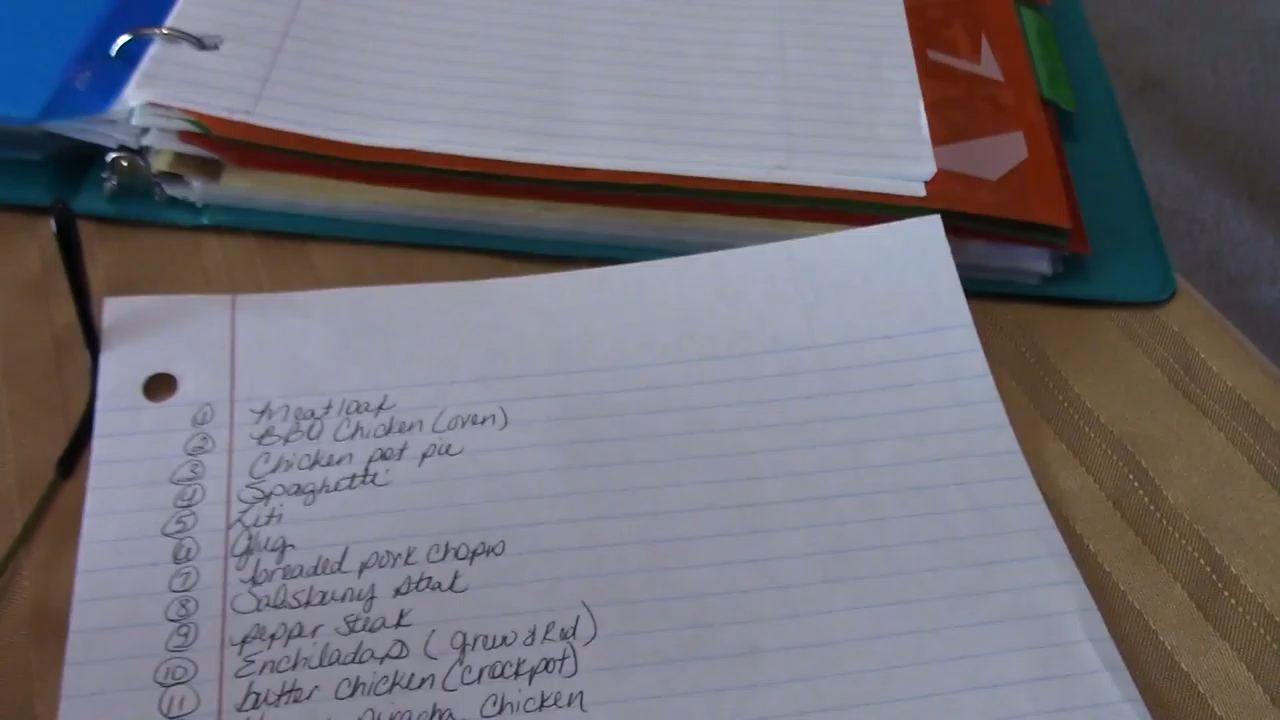 ① Meatloaf
② BBQ Chicken (oven)
③ Chicken pot pie
④ Spaghetti
⑤ Ziti
⑥ Glug
⑦ breaded pork chops
⑧ Salisbury steak
⑨ pepper steak
⑩ Enchiladas ( green & Red)
⑪ butter chicken (crockpot)
Chicken